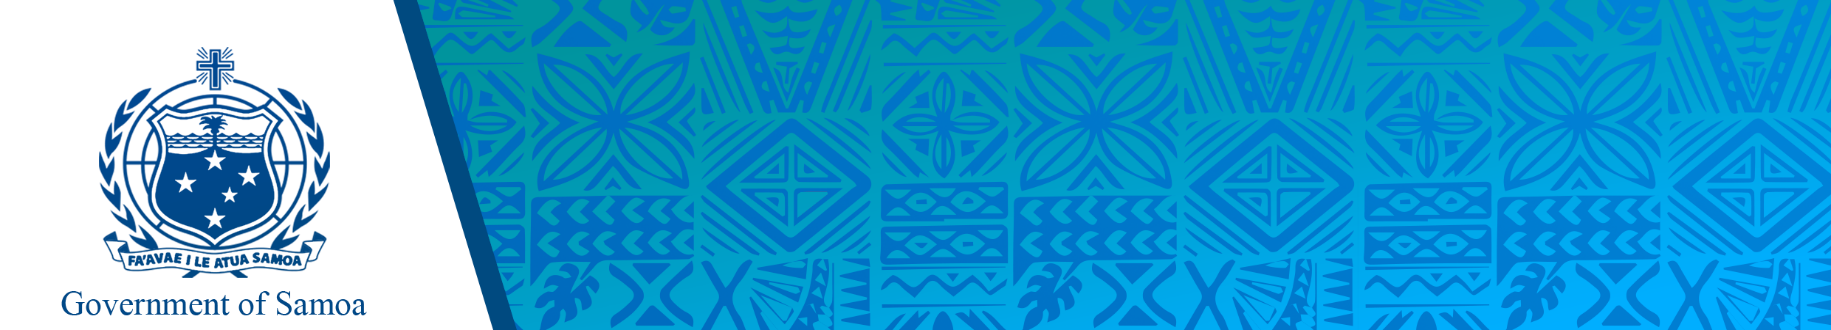 FA'AVAE I LE ATUA SAMOA
Government of Samoa